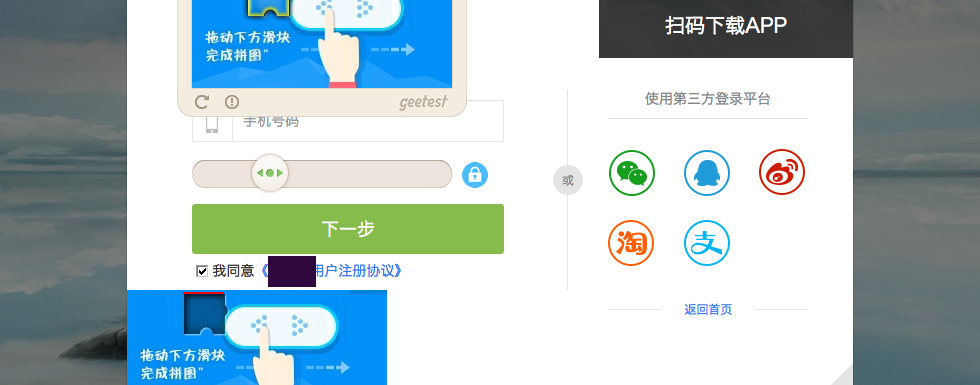 拖动下方滑块
完成拼图"
geetest
手机号码
下一步
我同意《
用户注册协议》
拖动下方滑块
完成拼图"
或
扫码下载APP
使用第三方登录平台
淘
支
返回首页